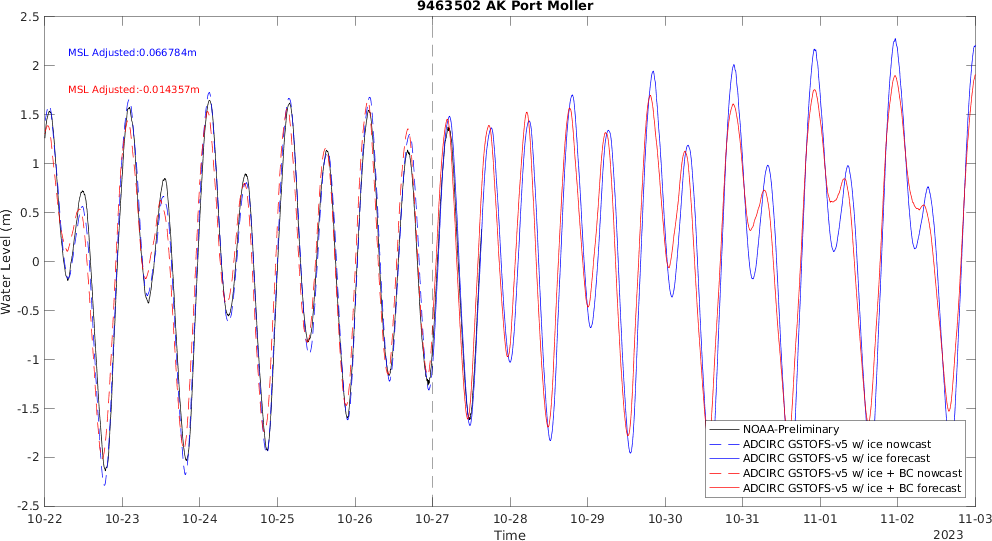 9463502 AK Port Moller
MSL Adjusted:0.066784m
MSL Adjusted:-0.014357m
Water Level (m)
2.5
2
1.5
1
0.5
0
-0.5
-1
-1.5
-2
-2.5
NOAA-Preliminary
ADCIRC GSTOFS-v5 w/ ice nowcast
ADCIRC GSTOFS-v5 w/ ice forecast
ADCIRC GSTOFS-v5 w/ ice + BC nowcast
ADCIRC GSTOFS-v5 w/ ice + BC forecast
10-22 10-23 10-24 10-25 10-26 10-27 10-28 10-29 10-30 10-31 11-01 11-02 11-03
Time
2023